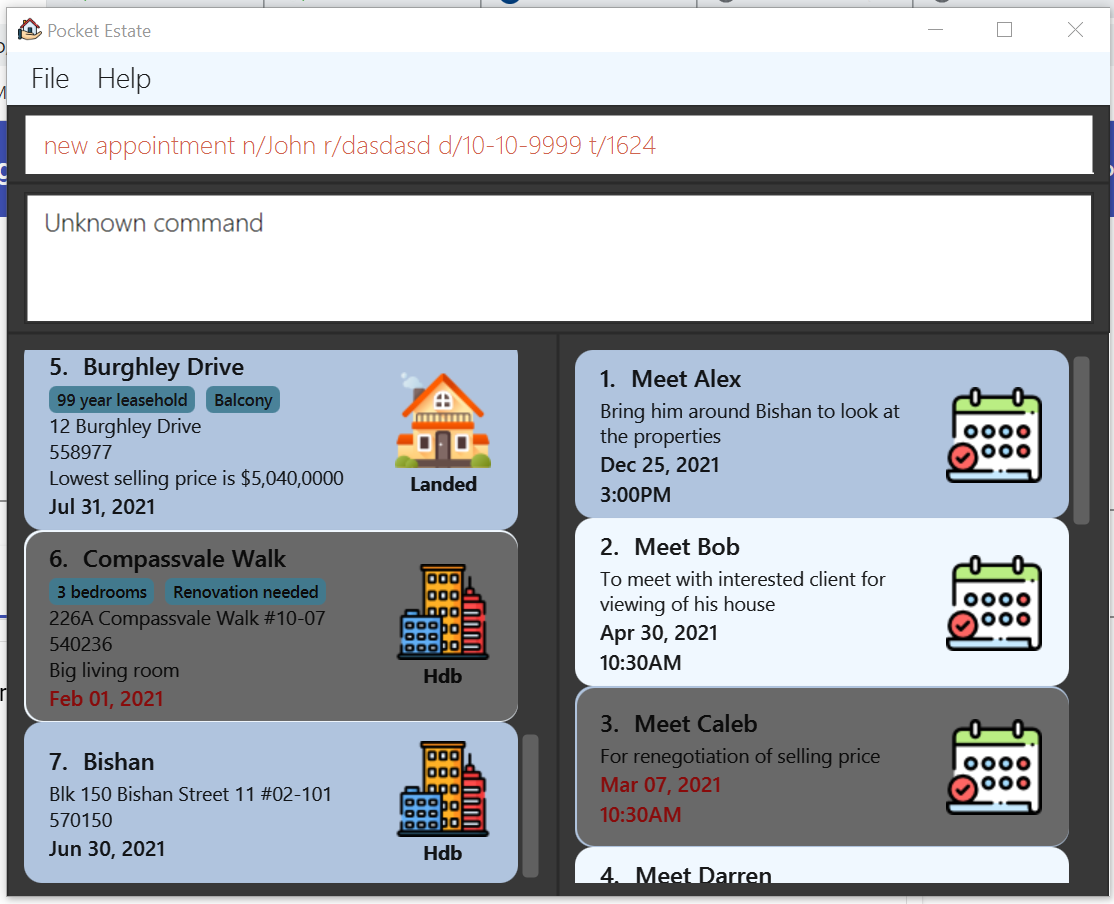 Pocket Estate
File Help
new appointment n/John r/dasdasd d/10-10-9999 t/1624
Unknown command
5. Burghley Drive
99 year leasehold Balcony
12 Burghley Drive
558977
Lowest selling price is $5,040,0000
Jul 31, 2021
Landed
6. Compassvale Walk
3 bedrooms Renovation needed
226A Compassvale Walk #10-07
540236
Big living room
Feb 01, 2021
Hdb
7. Bishan
Blk 150 Bishan Street 11 #02-101
570150
Jun 30, 2021
Hdb
1. Meet Alex
Bring him around Bishan to look at
the properties
Dec 25, 2021
3:00PM
2. Meet Bob
To meet with interested client for
viewing of his house
Apr 30, 2021
10:30AM
3. Meet Caleb
For renegotiation of selling price
Mar 07, 2021
10:30AM
4. Meet Darren